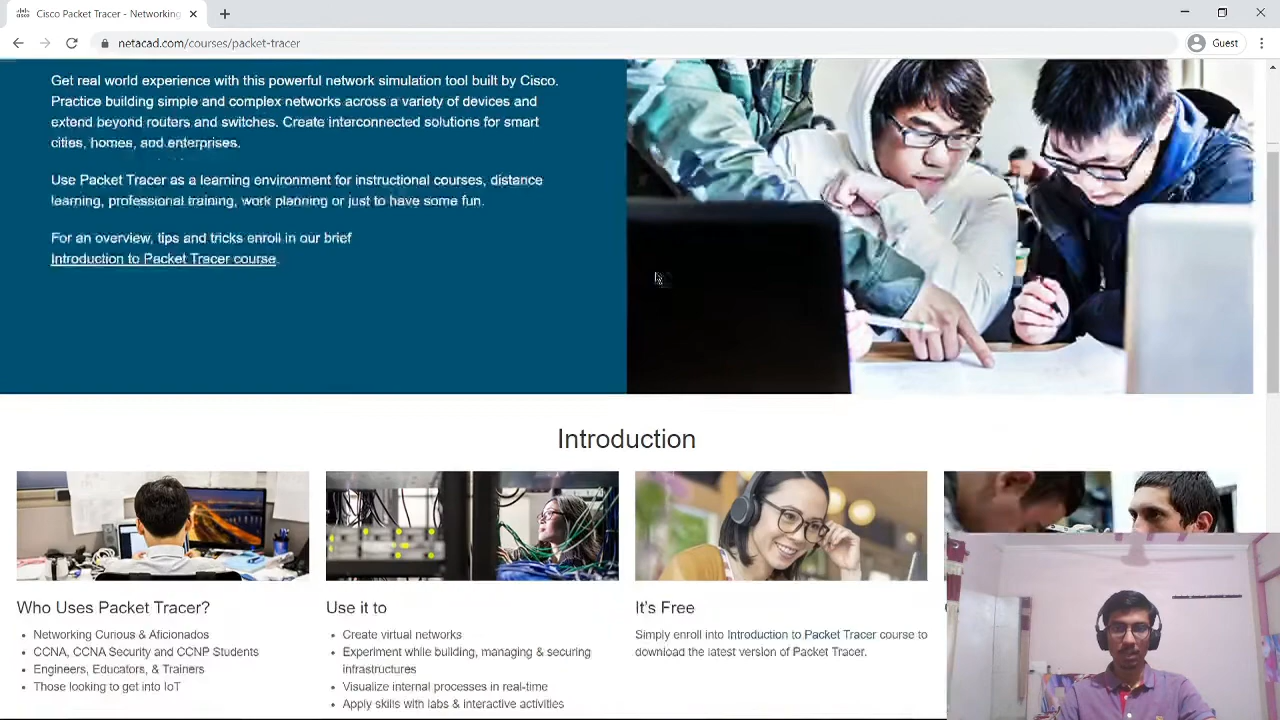 Cisco Packet Tracer - Networking
netacad.com/courses/packet-tracer
Guest
Get real world experience with this powerful network simulation tool built by Cisco.
Practice building simple and complex networks across a variety of devices and
extend beyond routers and switches. Create interconnected solutions for smart
cities, homes, and enterprises.
Use Packet Tracer as a learning environment for instructional courses, distance
learning, professional training, work planning or just to have some fun.
For an overview, tips and tricks enroll in our brief
Introduction to Packet Tracer course.
Introduction
Who Uses Packet Tracer?
• Networking Curious & Aficionados
• CCNA, CCNA Security and CCNP Students
• Engineers, Educators, & Trainers
• Those looking to get into IoT
Use it to
• Create virtual networks
• Experiment while building, managing & securing
infrastructures
• Visualize internal processes in real-time
• Apply skills with labs & interactive activities
It's Free
Simply enroll into Introduction to Packet Tracer course to
download the latest version of Packet Tracer.